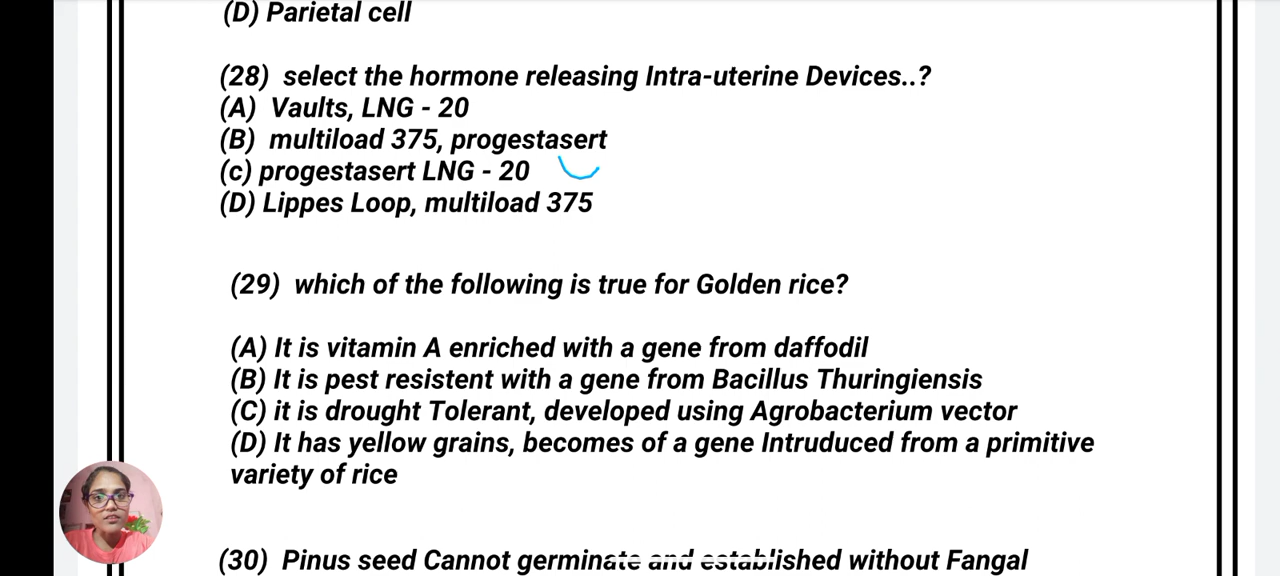 (D) Parietal cell
(28) select the hormone releasing Intra-uterine Devices..?
(A) Vaults, LNG - 20
(B) multiload 375, progestasert
(c) progestasert LNG - 20
(D) Lippes Loop, multiload 375
(29) which of the following is true for Golden rice?
(A) It is vitamin A enriched with a gene from daffodil
(B) It is pest resistent with a gene from Bacillus Thuringiensis
(C) it is drought Tolerant, developed using Agrobacterium vector
(D) It has yellow grains, becomes of a gene Intruduced from a primitive
variety of rice
(30) Pinus seed Cannot germinate and established without Fangal